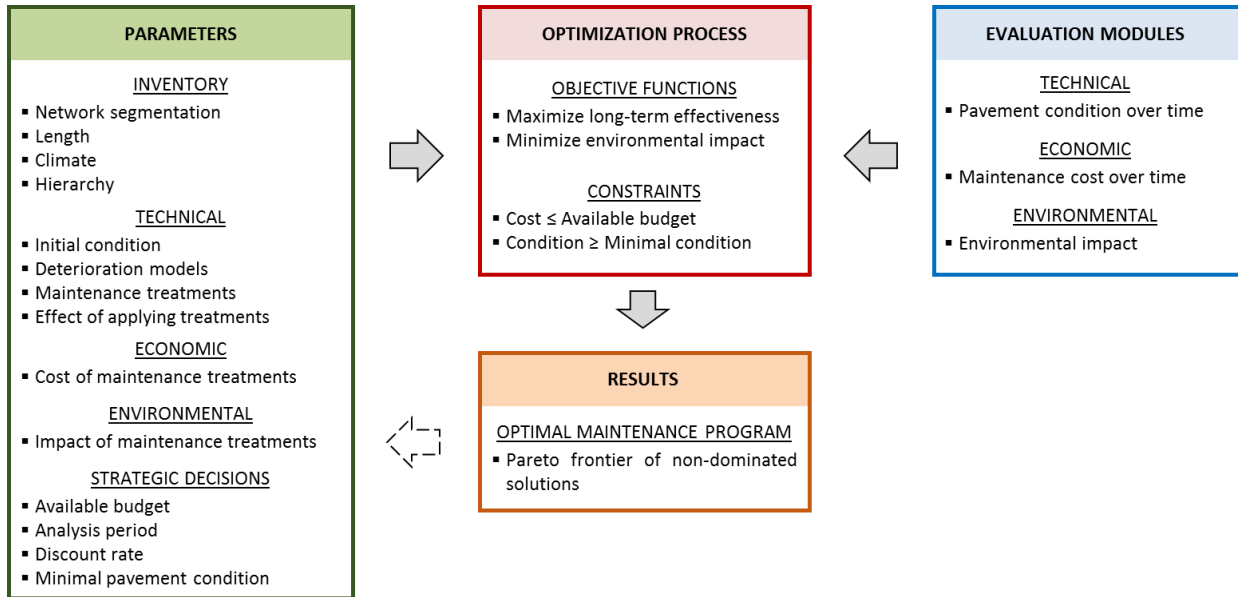 PARAMETERS
INVENTORY
▪ Network segmentation
▪ Length
▪ Climate
▪ Hierarchy
TECHNICAL
▪ Initial condition
▪ Deterioration models
▪ Maintenance treatments
▪ Effect of applying treatments
ECONOMIC
▪ Cost of maintenance treatments
ENVIRONMENTAL
▪ Impact of maintenance treatments
STRATEGIC DECISIONS
▪ Available budget
▪ Analysis period
▪ Discount rate
▪ Minimal pavement condition
OPTIMIZATION PROCESS
OBJECTIVE FUNCTIONS
▪ Maximize long-term effectiveness
▪ Minimize environmental impact
CONSTRAINTS
▪ Cost ≤ Available budget
▪ Condition ≥ Minimal condition
RESULTS
OPTIMAL MAINTENANCE PROGRAM
▪ Pareto frontier of non-dominated
solutions
EVALUATION MODULES
TECHNICAL
▪ Pavement condition over time
ECONOMIC
▪ Maintenance cost over time
ENVIRONMENTAL
▪ Environmental impact